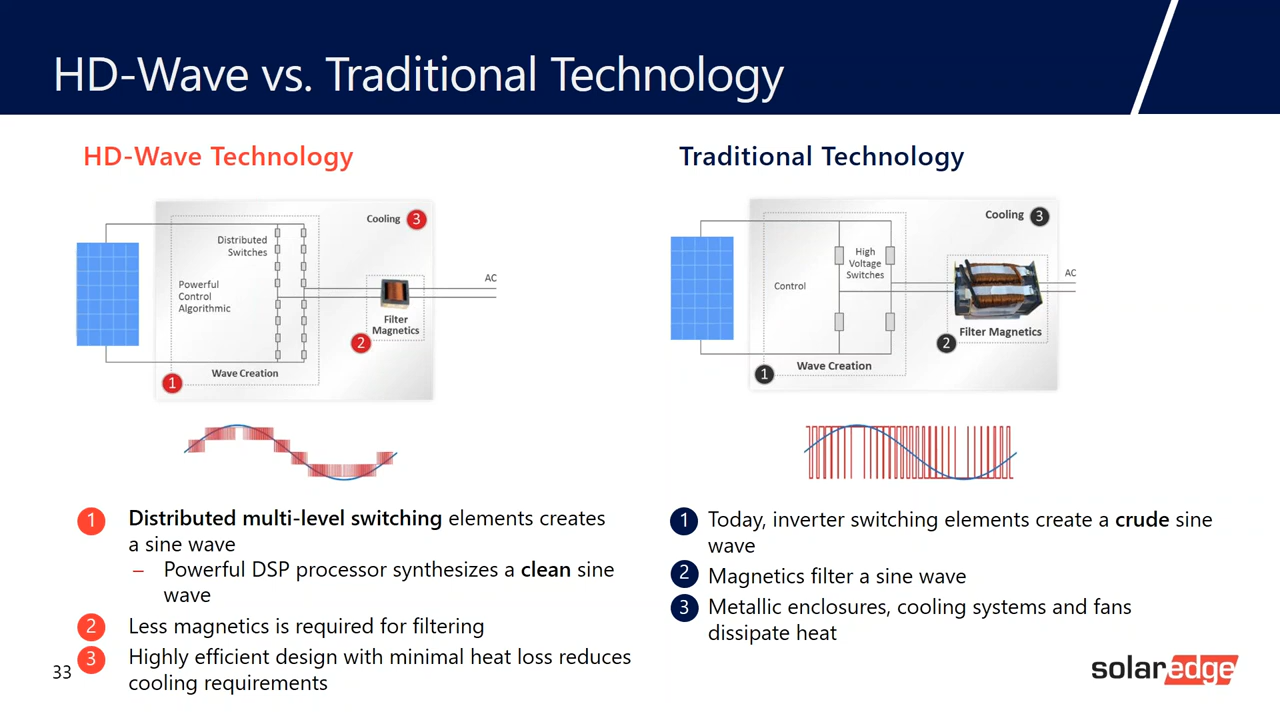 HD-Wave vs. Traditional Technology
HD-Wave Technology
Cooling 3
Distributed
Switches
Powerful
Control
Algorithmic
AC
Filter
Magnetics
2
Wave Creation
1
1 Distributed multi-level switching elements creates
a sine wave
– Powerful DSP processor synthesizes a clean sine
wave
2 Less magnetics is required for filtering
3 Highly efficient design with minimal heat loss reduces
cooling requirements
Traditional Technology
Cooling 3
High
Voltage
Switches
Control
AC
Filter Magnetics
2
Wave Creation
1
1 Today, inverter switching elements create a crude sine
wave
2 Magnetics filter a sine wave
3 Metallic enclosures, cooling systems and fans
dissipate heat
33
solaredge